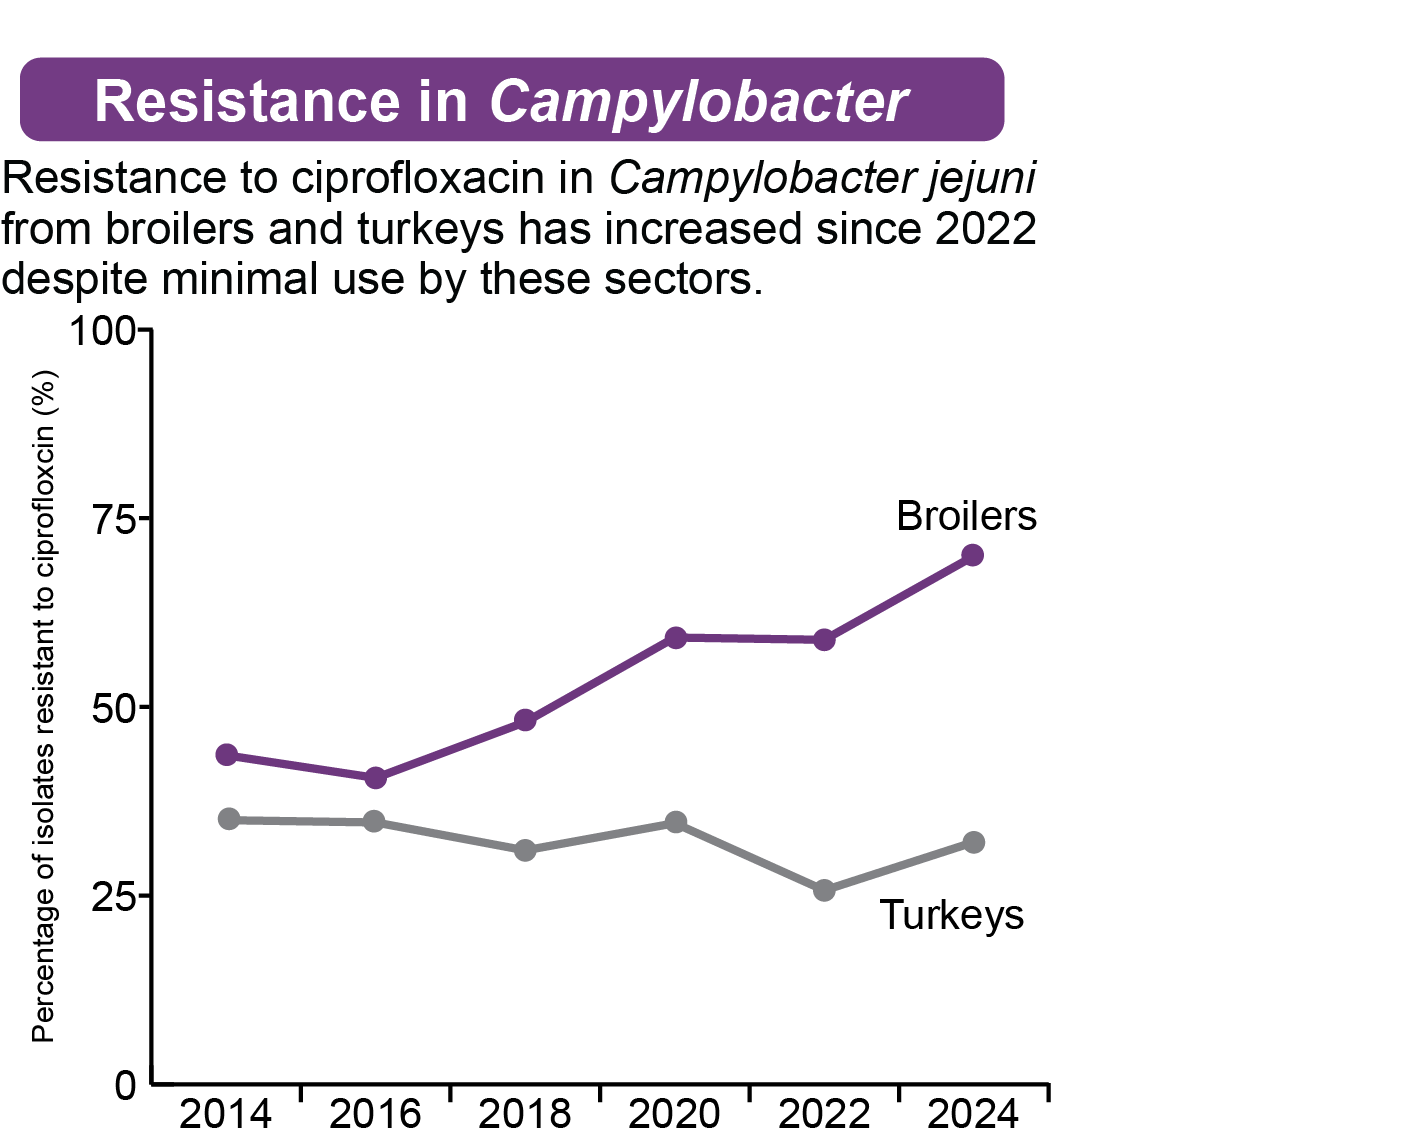 Resistance in Campylobacter
Resistance to ciprofloxacin in Campylobacter jejuni
from broilers and turkeys has increased since 2022
despite minimal use by these sectors.
Percentage of isolates resistant to ciprofloxcin (%)
100
75
50
25
0
Broilers
Turkeys
2014 2016 2018 2020 2022 2024